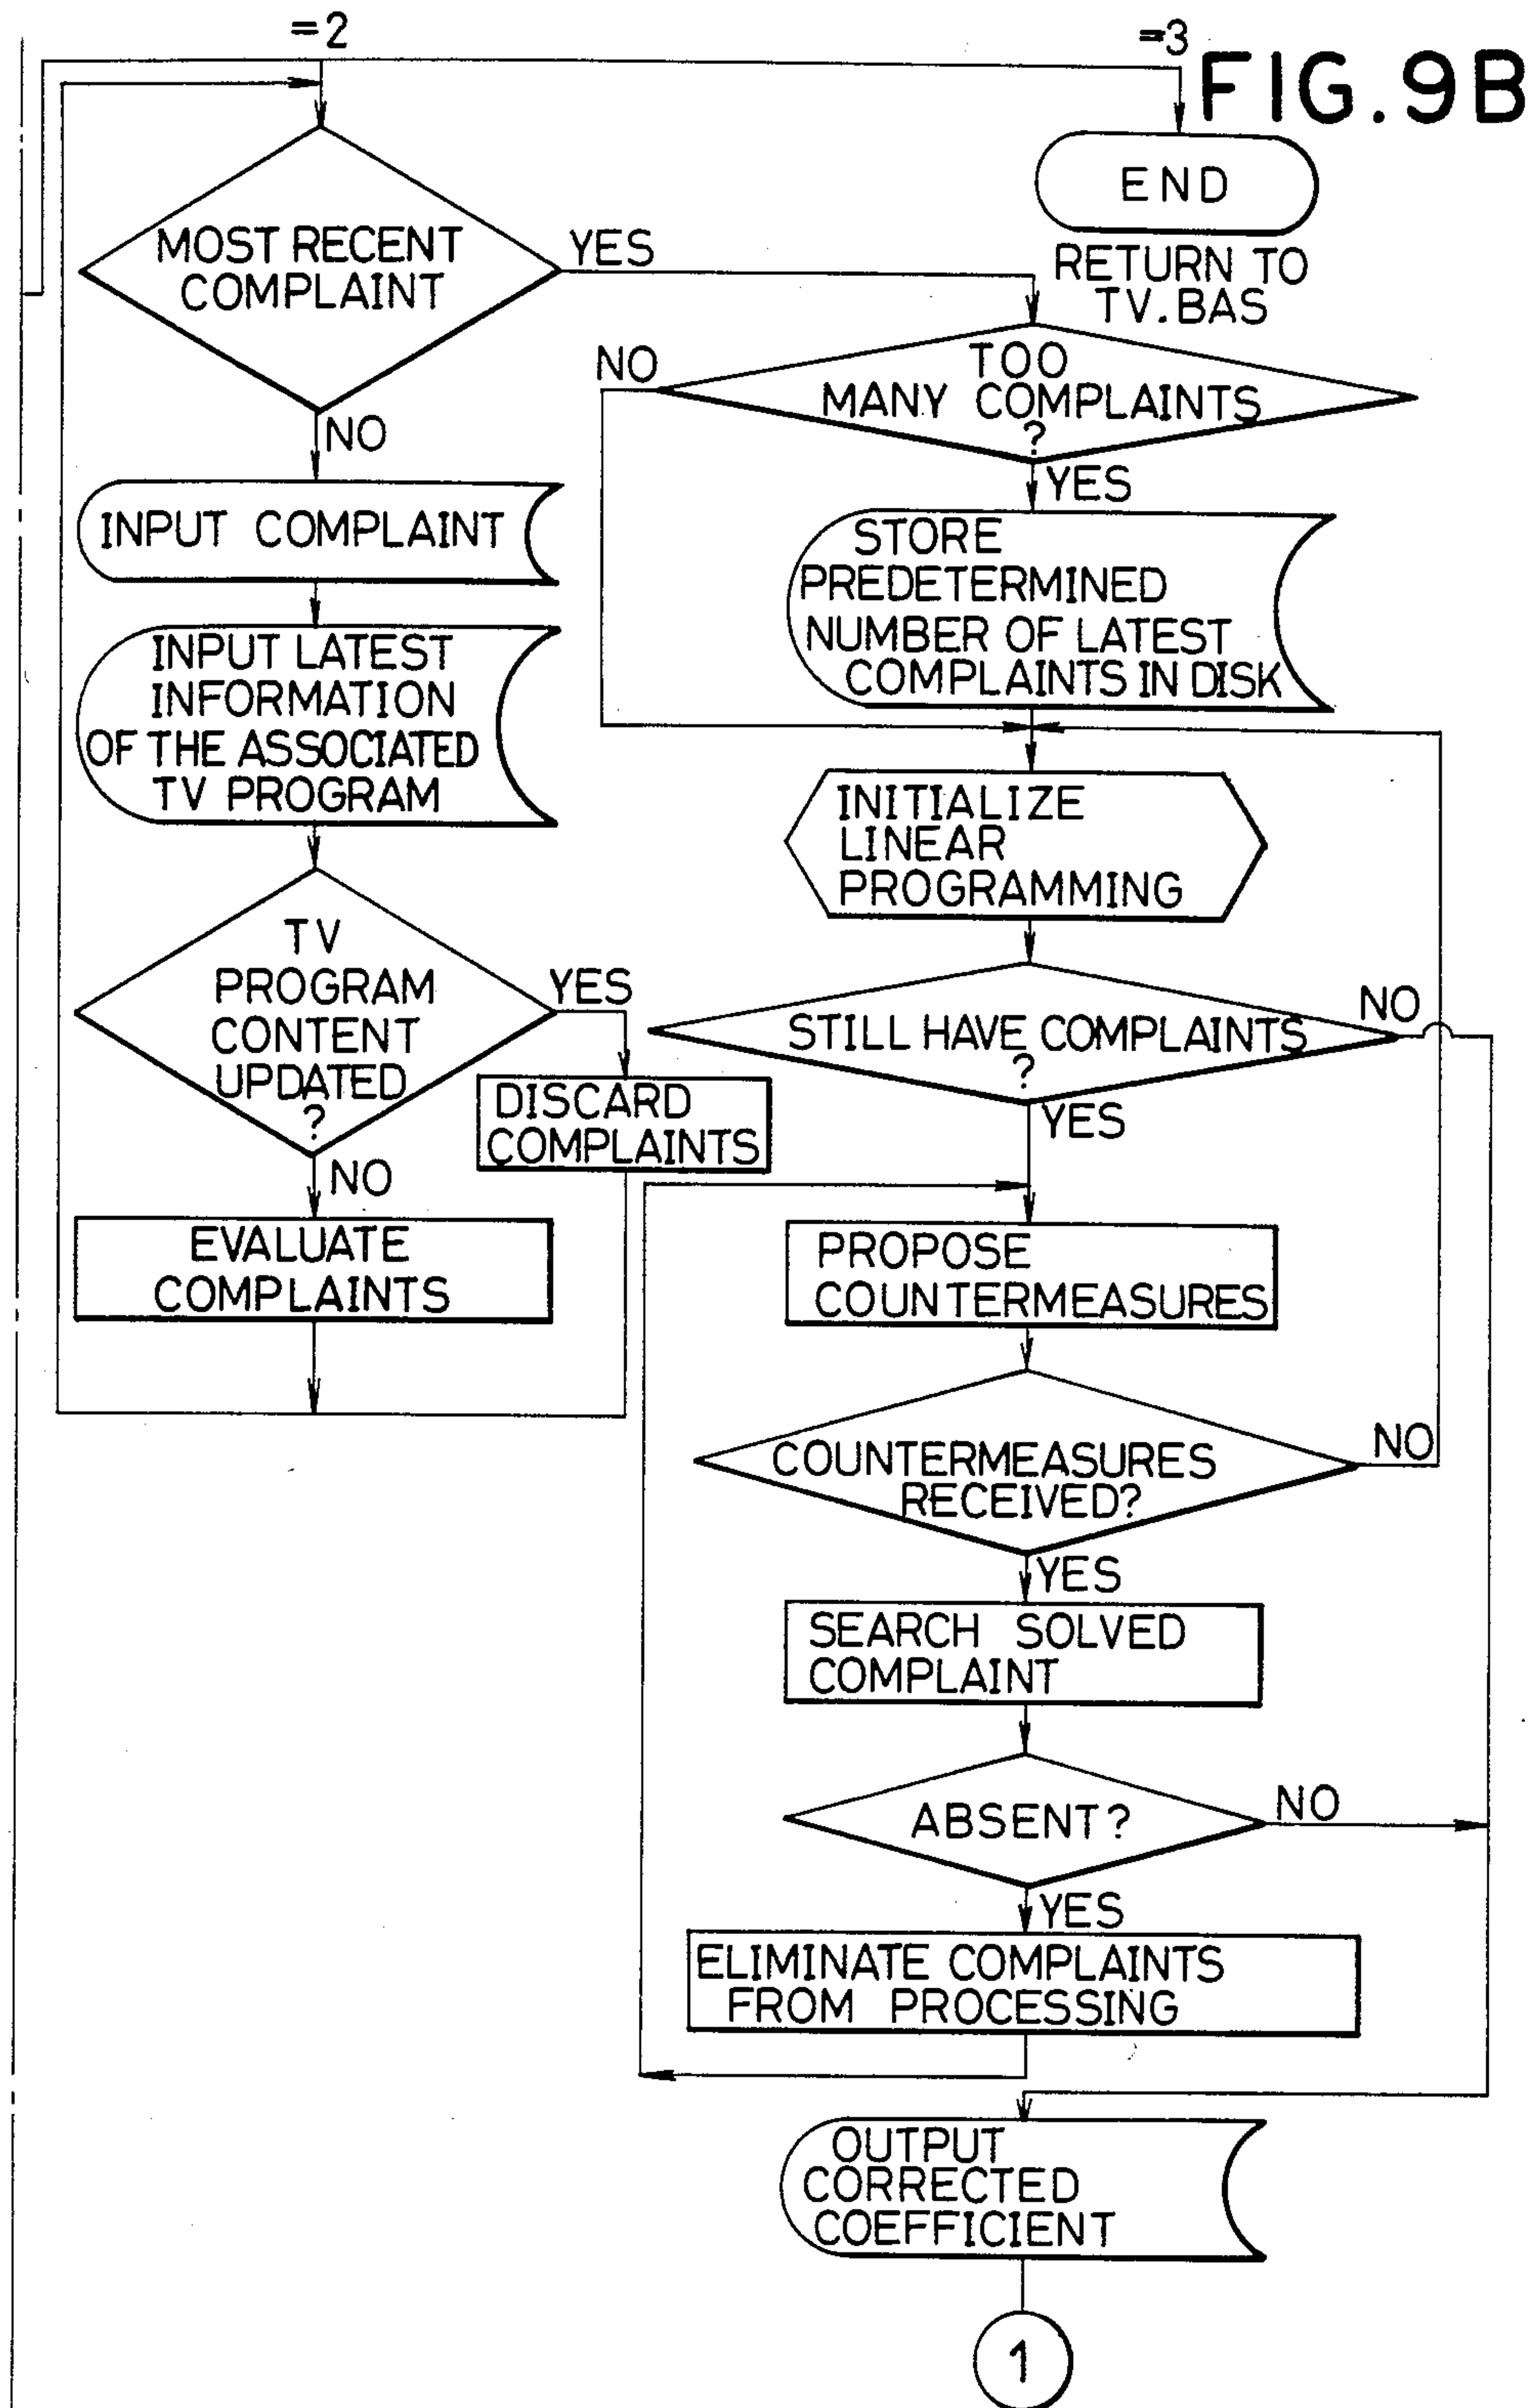 =2
=3
FIG.9B
END
RETURN TO
TV.BAS
MOST RECENT
COMPLAINT
YES
NO
INPUT COMPLAINT
INPUT LATEST
INFORMATION
OF THE ASSOCIATED
TV PROGRAM
TV
PROGRAM
CONTENT
UPDATED
?
YES
DISCARD
COMPLAINTS
NO
EVALUATE
COMPLAINTS
TOO
MANY COMPLAINTS
?
NO
YES
STORE
PREDETERMINED
NUMBER OF LATEST
COMPLAINTS IN DISK
INITIALIZE
LINEAR
PROGRAMMING
STILL HAVE COMPLAINTS
?
NO
YES
PROPOSE
COUNTERMEASURES
COUNTERMEASURES
RECEIVED?
NO
YES
SEARCH SOLVED
COMPLAINT
ABSENT?
NO
YES
ELIMINATE COMPLAINTS
FROM PROCESSING
OUTPUT
CORRECTED
COEFFICIENT
1